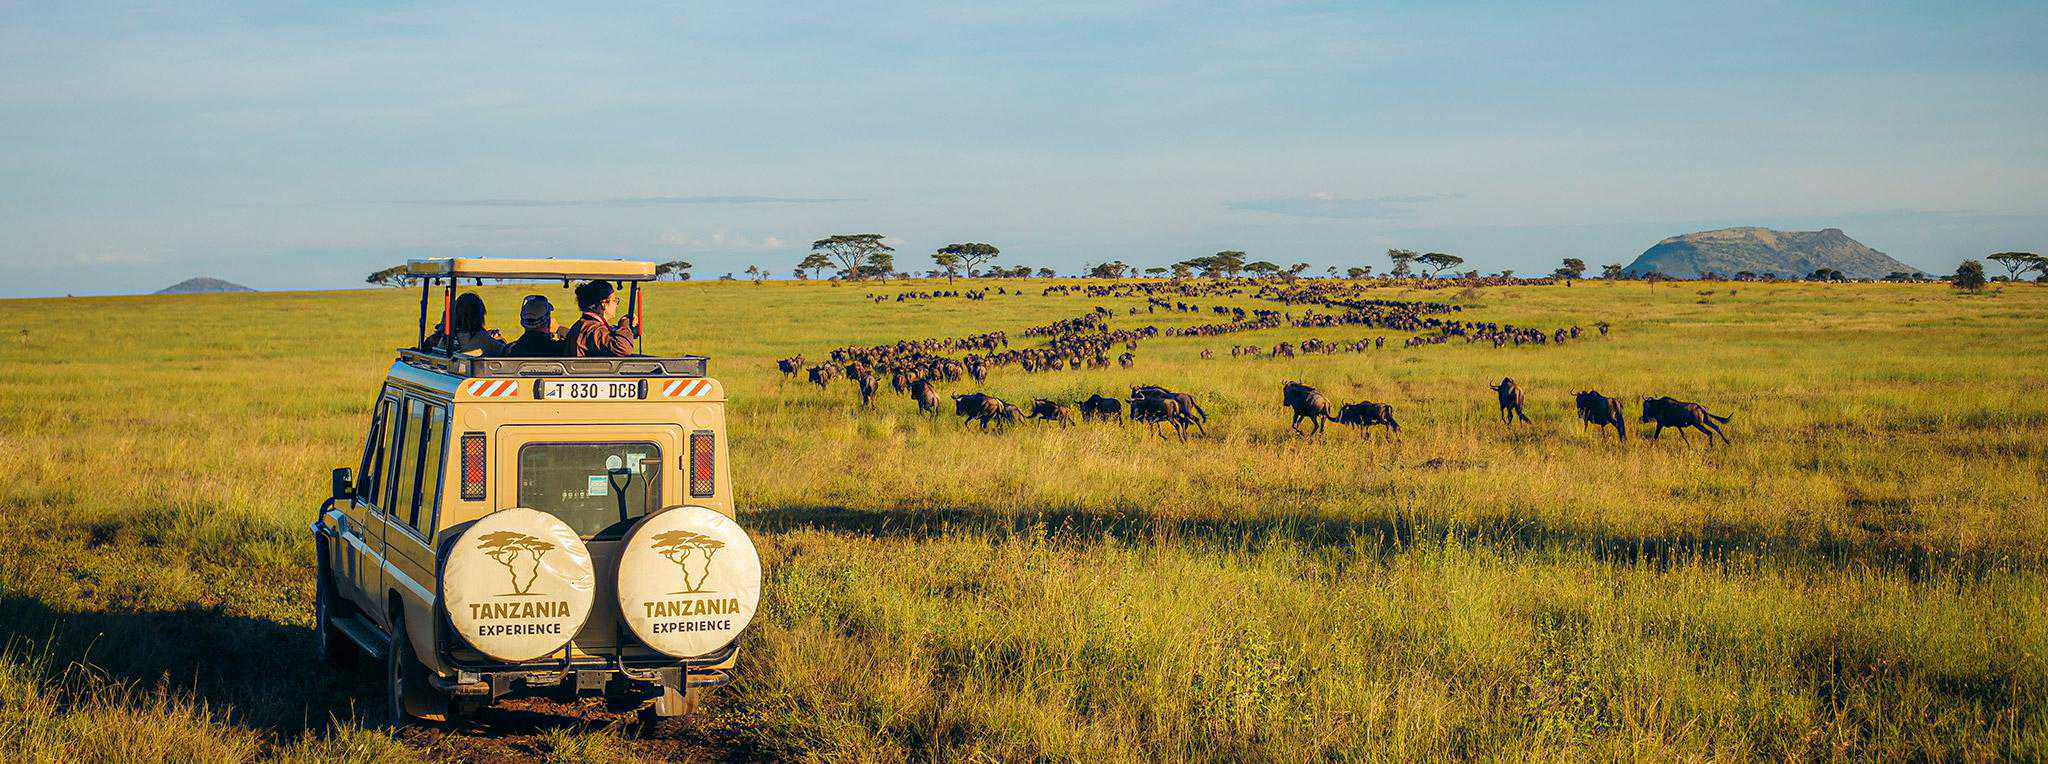 T 830 DCB
TANZANIA
EXPERIENCE
TANZANIA
EXPERIENCE